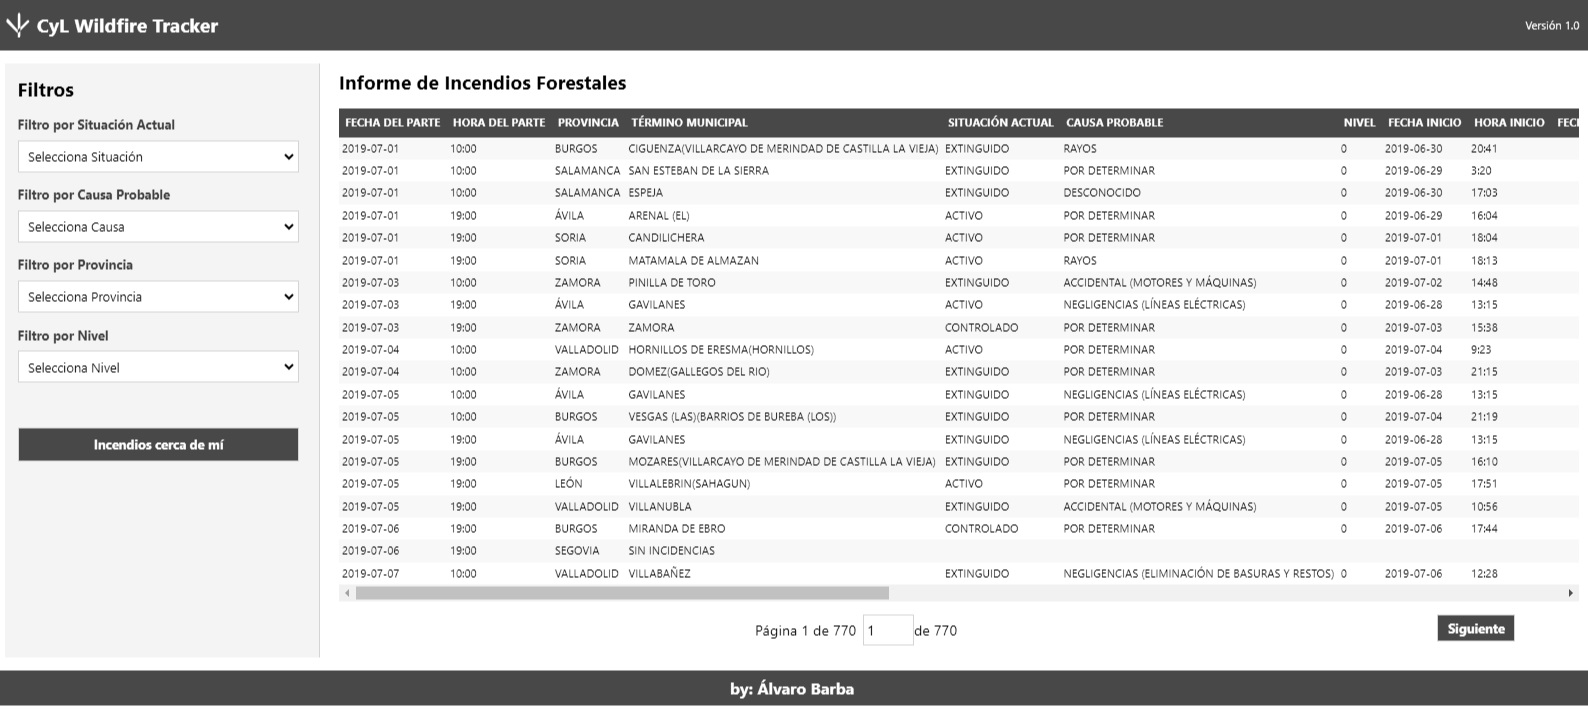 CyL Wildfire Tracker
Versión 1.0
Filtros
Filtro por Situación Actual
Selecciona Situación
Filtro por Causa Probable
Selecciona Causa
Filtro por Provincia
Selecciona Provincia
Filtro por Nivel
Selecciona Nivel
Incendios cerca de mí
Informe de Incendios Forestales
FECHA DEL PARTE HORA DEL PARTE PROVINCIA TÉRMINO MUNICIPAL SITUACIÓN ACTUAL CAUSA PROBABLE NIVEL FECHA INICIO HORA INICIO FECH
2019-07-01 10:00 BURGOS CIGUENZA(VILLARCAYO DE MERINDAD DE CASTILLA LA VIEJA) EXTINGUIDO RAYOS 0 2019-06-30 20:41
2019-07-01 10:00 SALAMANCA SAN ESTEBAN DE LA SIERRA EXTINGUIDO POR DETERMINAR 0 2019-06-29 3:20
2019-07-01 10:00 SALAMANCA ESPEJA EXTINGUIDO DESCONOCIDO 0 2019-06-30 17:03
2019-07-01 19:00 ÁVILA ARENAL (EL) ACTIVO POR DETERMINAR 0 2019-06-29 16:04
2019-07-01 19:00 SORIA CANDILICHERA ACTIVO POR DETERMINAR 0 2019-07-01 18:04
2019-07-01 19:00 SORIA MATAMALA DE ALMAZAN ACTIVO RAYOS 0 2019-07-01 18:13
2019-07-03 10:00 ZAMORA PINILLA DE TORO EXTINGUIDO ACCIDENTAL (MOTORES Y MÁQUINAS) 0 2019-07-02 14:48
2019-07-03 19:00 ÁVILA GAVILANES ACTIVO NEGLIGENCIAS (LÍNEAS ELÉCTRICAS) 0 2019-06-28 13:15
2019-07-03 19:00 ZAMORA ZAMORA CONTROLADO POR DETERMINAR 0 2019-07-03 15:38
2019-07-04 10:00 VALLADOLID HORNILLOS DE ERESMA(HORNILLOS) ACTIVO POR DETERMINAR 0 2019-07-04 9:23
2019-07-04 10:00 ZAMORA DOMEZ(GALLEGOS DEL RIO) EXTINGUIDO POR DETERMINAR 0 2019-07-03 21:15
2019-07-05 10:00 ÁVILA GAVILANES EXTINGUIDO NEGLIGENCIAS (LÍNEAS ELÉCTRICAS) 0 2019-06-28 13:15
2019-07-05 10:00 BURGOS VESGAS (LAS)(BARRIOS DE BUREBA (LOS)) EXTINGUIDO POR DETERMINAR 0 2019-07-04 21:19
2019-07-05 19:00 ÁVILA GAVILANES EXTINGUIDO NEGLIGENCIAS (LÍNEAS ELÉCTRICAS) 0 2019-06-28 13:15
2019-07-05 19:00 BURGOS MOZARES(VILLARCAYO DE MERINDAD DE CASTILLA LA VIEJA) EXTINGUIDO POR DETERMINAR 0 2019-07-05 16:10
2019-07-05 19:00 LEÓN VILLALEBRIN(SAHAGUN) ACTIVO POR DETERMINAR 0 2019-07-05 17:51
2019-07-05 19:00 VALLADOLID VILLANUBLA EXTINGUIDO ACCIDENTAL (MOTORES Y MÁQUINAS) 0 2019-07-05 10:56
2019-07-06 19:00 BURGOS MIRANDA DE EBRO CONTROLADO POR DETERMINAR 0 2019-07-06 17:44
2019-07-06 19:00 SEGOVIA SIN INCIDENCIAS
2019-07-07 10:00 VALLADOLID VILLABAÑEZ EXTINGUIDO NEGLIGENCIAS (ELIMINACIÓN DE BASURAS Y RESTOS) 0 2019-07-06 12:28
Página 1 de 770 1 de 770
Siguiente
by: Álvaro Barba